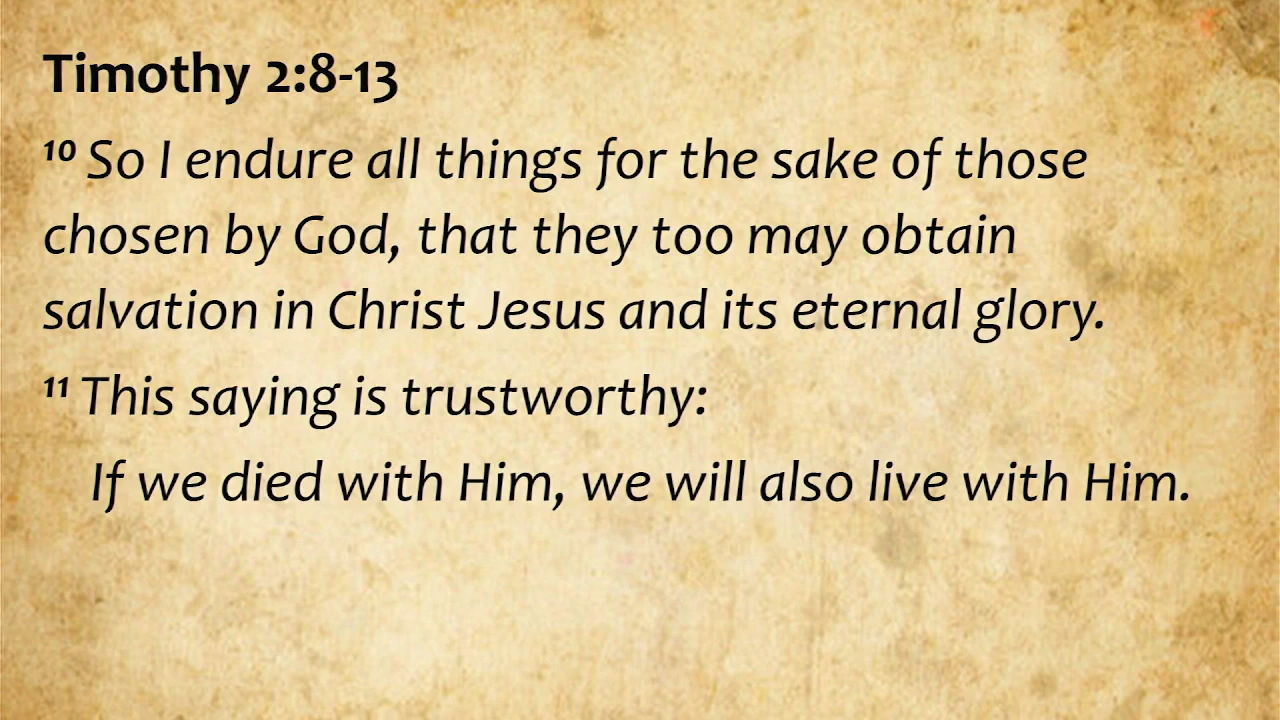 Timothy 2:8-13
10 So I endure all things for the sake of those
chosen by God, that they too may obtain
salvation in Christ Jesus and its eternal glory.
11 This saying is trustworthy:
If we died with Him, we will also live with Him.